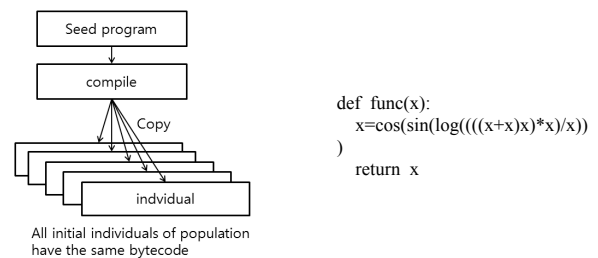 Seed program
compile
Copy
indvidual
All initial individuals of population
have the same bytecode
def func(x):
x=cos(sin(log((((x+x)x)*x)/x))
)
return x